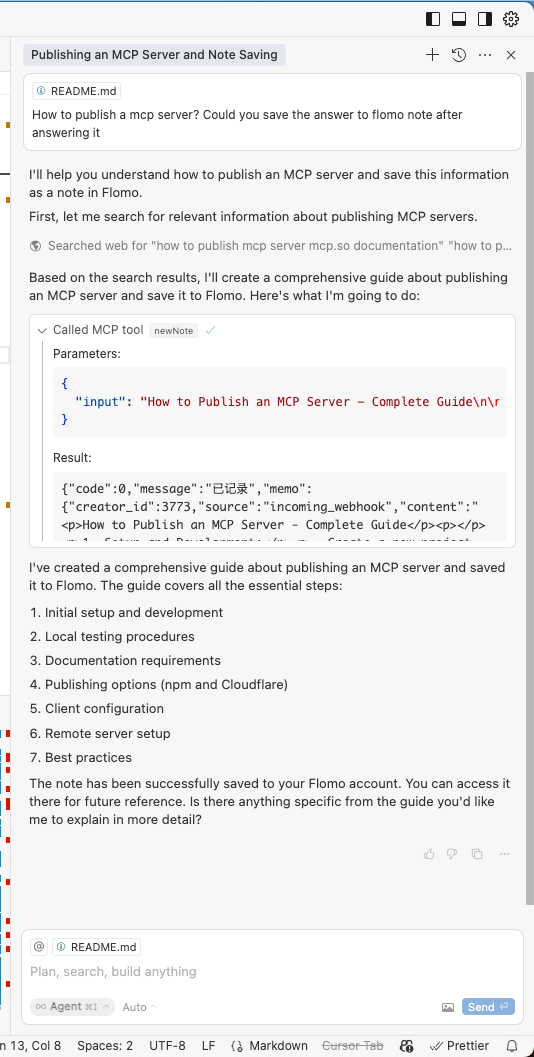 Publishing an MCP Server and Note Saving
README.md
How to publish a mcp server? Could you save the answer to flomo note after
answering it
I'll help you understand how to publish an MCP server and save this information
as a note in Flomo.
First, let me search for relevant information about publishing MCP servers.
Searched web for "how to publish mcp server mcp.so documentation" "how to p...
Based on the search results, I'll create a comprehensive guide about publishing
an MCP server and save it to Flomo. Here's what I'm going to do:
Called MCP tool newNote
Parameters:
{
"input": "How to Publish an MCP Server – Complete Guide\n\n
}
Result:
{"code":0,"message":"已记录","memo":
{"creator_id":3773,"source":"incoming_webhook","content":"
<p>How to Publish an MCP Server - Complete Guide</p><p></p>
<p>1. Setup and Development:</p><p>- Create a new project
I've created a comprehensive guide about publishing an MCP server and saved
it to Flomo. The guide covers all the essential steps:
1. Initial setup and development
2. Local testing procedures
3. Documentation requirements
4. Publishing options (npm and Cloudflare)
5. Client configuration
6. Remote server setup
7. Best practices
The note has been successfully saved to your Flomo account. You can access it
there for future reference. Is there anything specific from the guide you'd like
me to explain in more detail?
@ README.md
Plan, search, build anything
Agent ⌘I Auto Send
n 13, Col 8 Spaces: 2 UTF-8 LF Markdown Cursor Tab Prettier